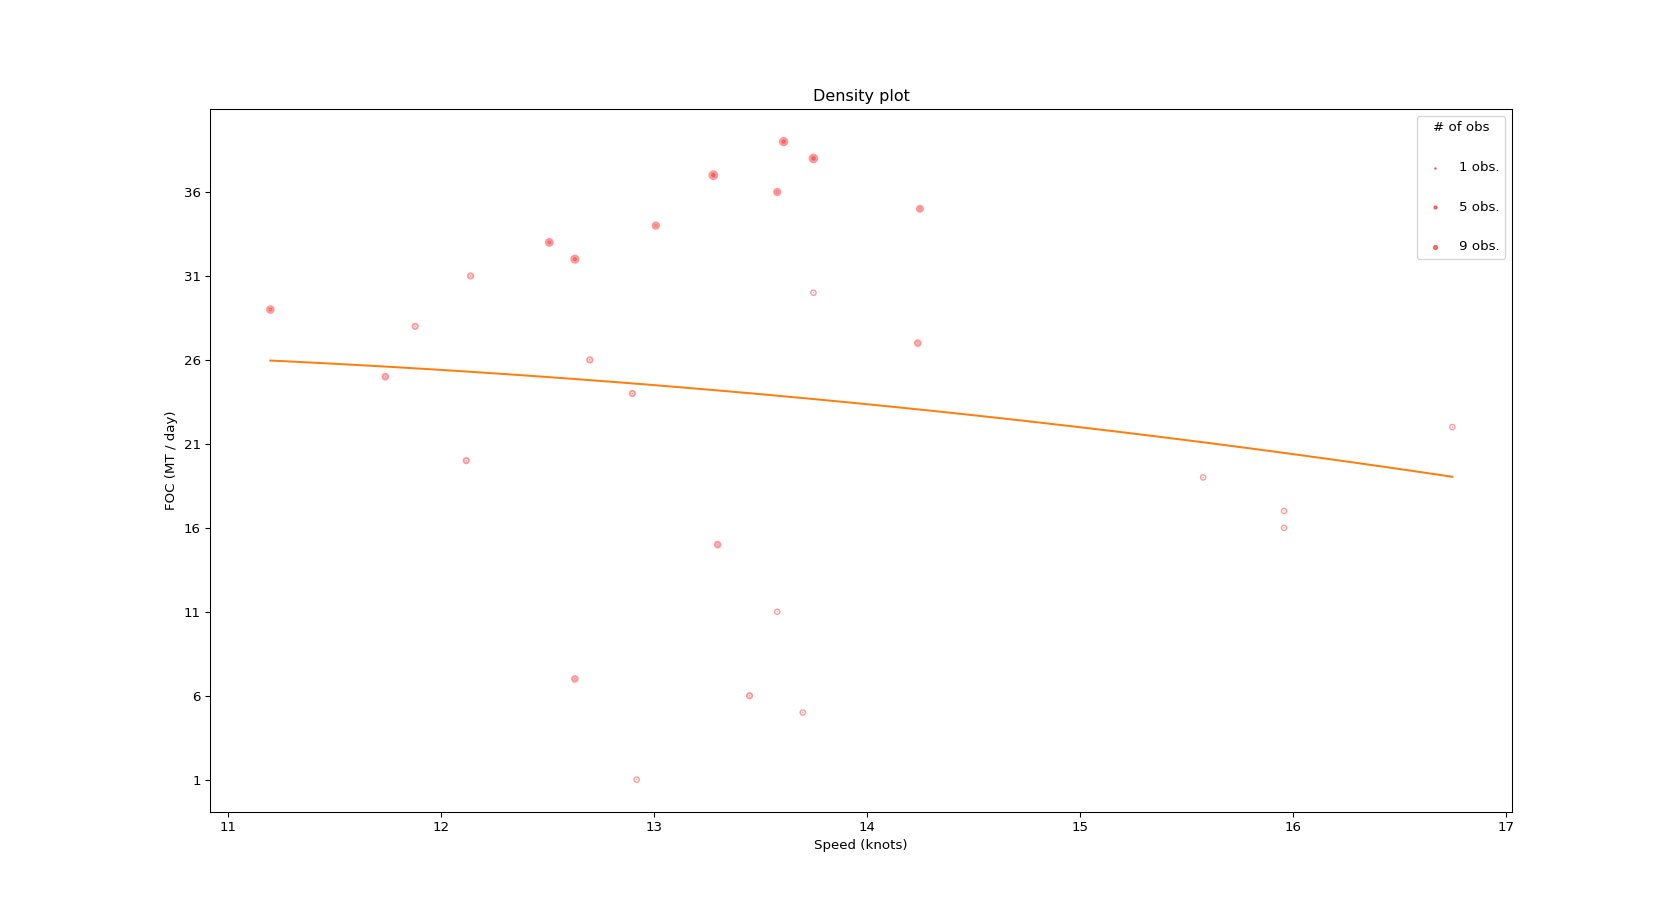 Density plot
# of obs
1 obs.
5 obs.
9 obs.
36
31
26
21
16
11
6
1
FOC (MT / day)
11 12 13 14 15 16 17
Speed (knots)